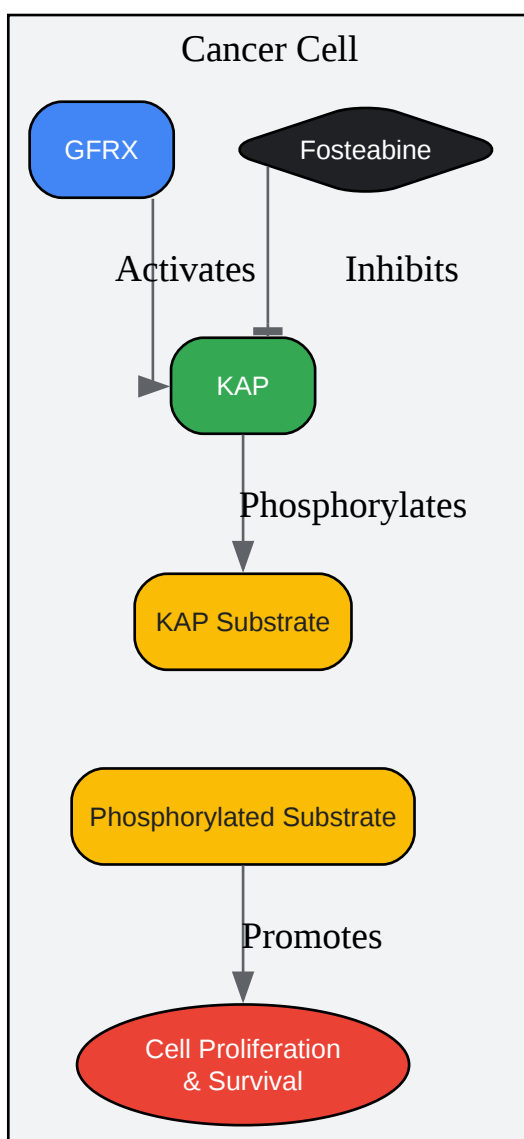 Cancer Cell
GFRX
Fosteabine
Activates
Inhibits
KAP
Phosphorylates
KAP Substrate
Phosphorylated Substrate
Promotes
Cell Proliferation
& Survival